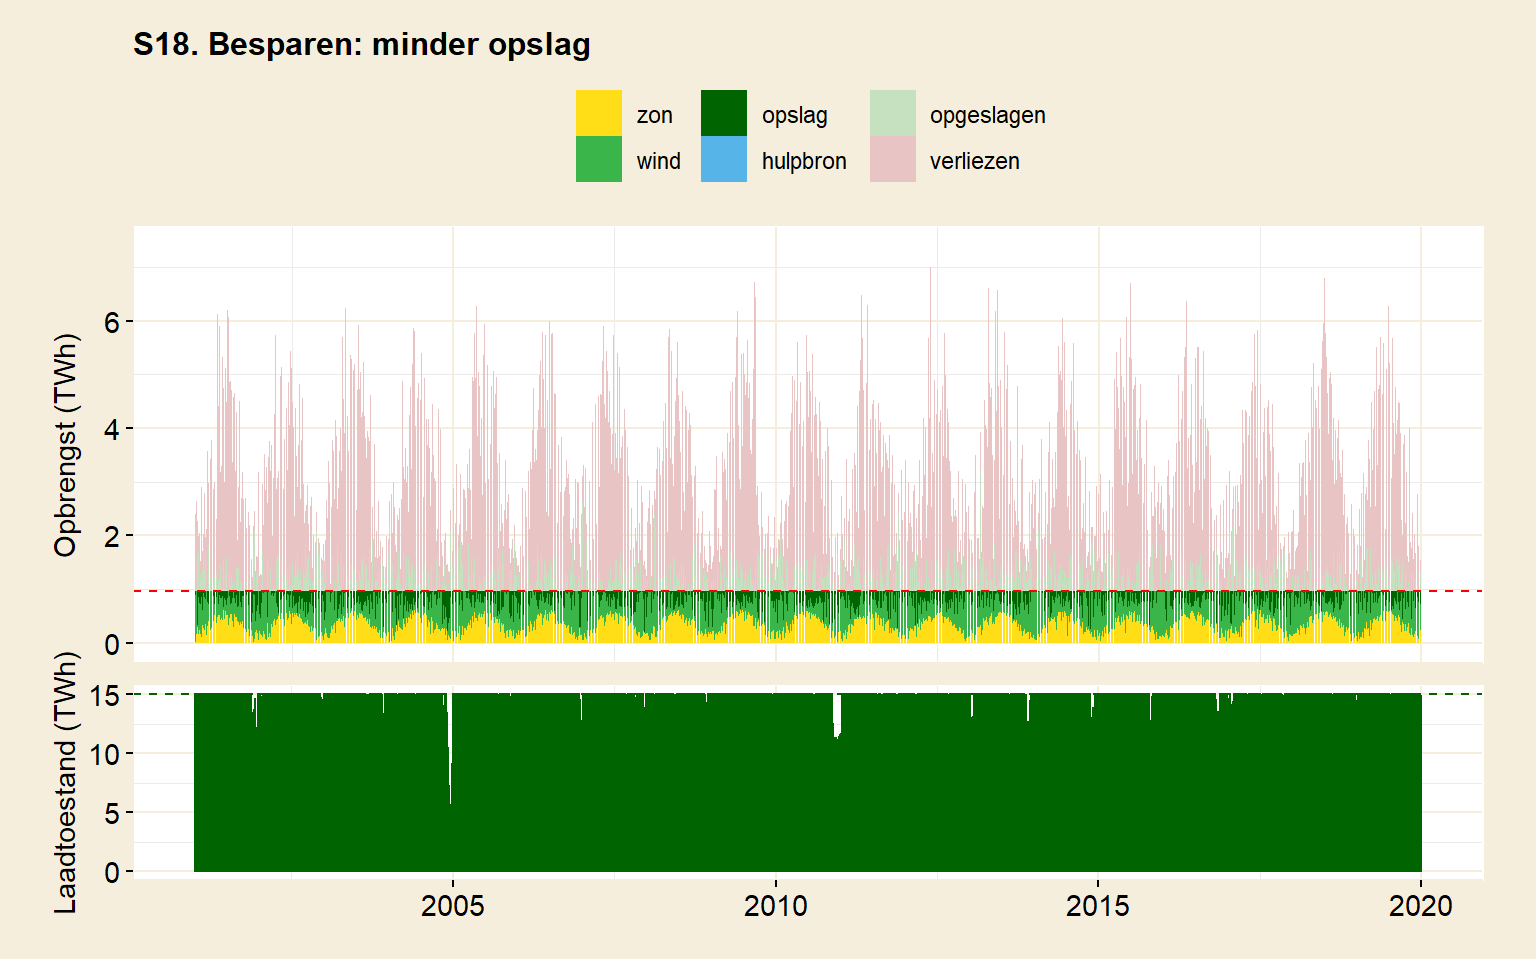 S18. Besparen: minder opslag
zon
opslag
opgeslagen
wind
hulpbron
verliezen
Opbrengst (TWh)
6
4
2
0
Laadtoestand (TWh)
15
10
5
0
2005
2010
2015
2020